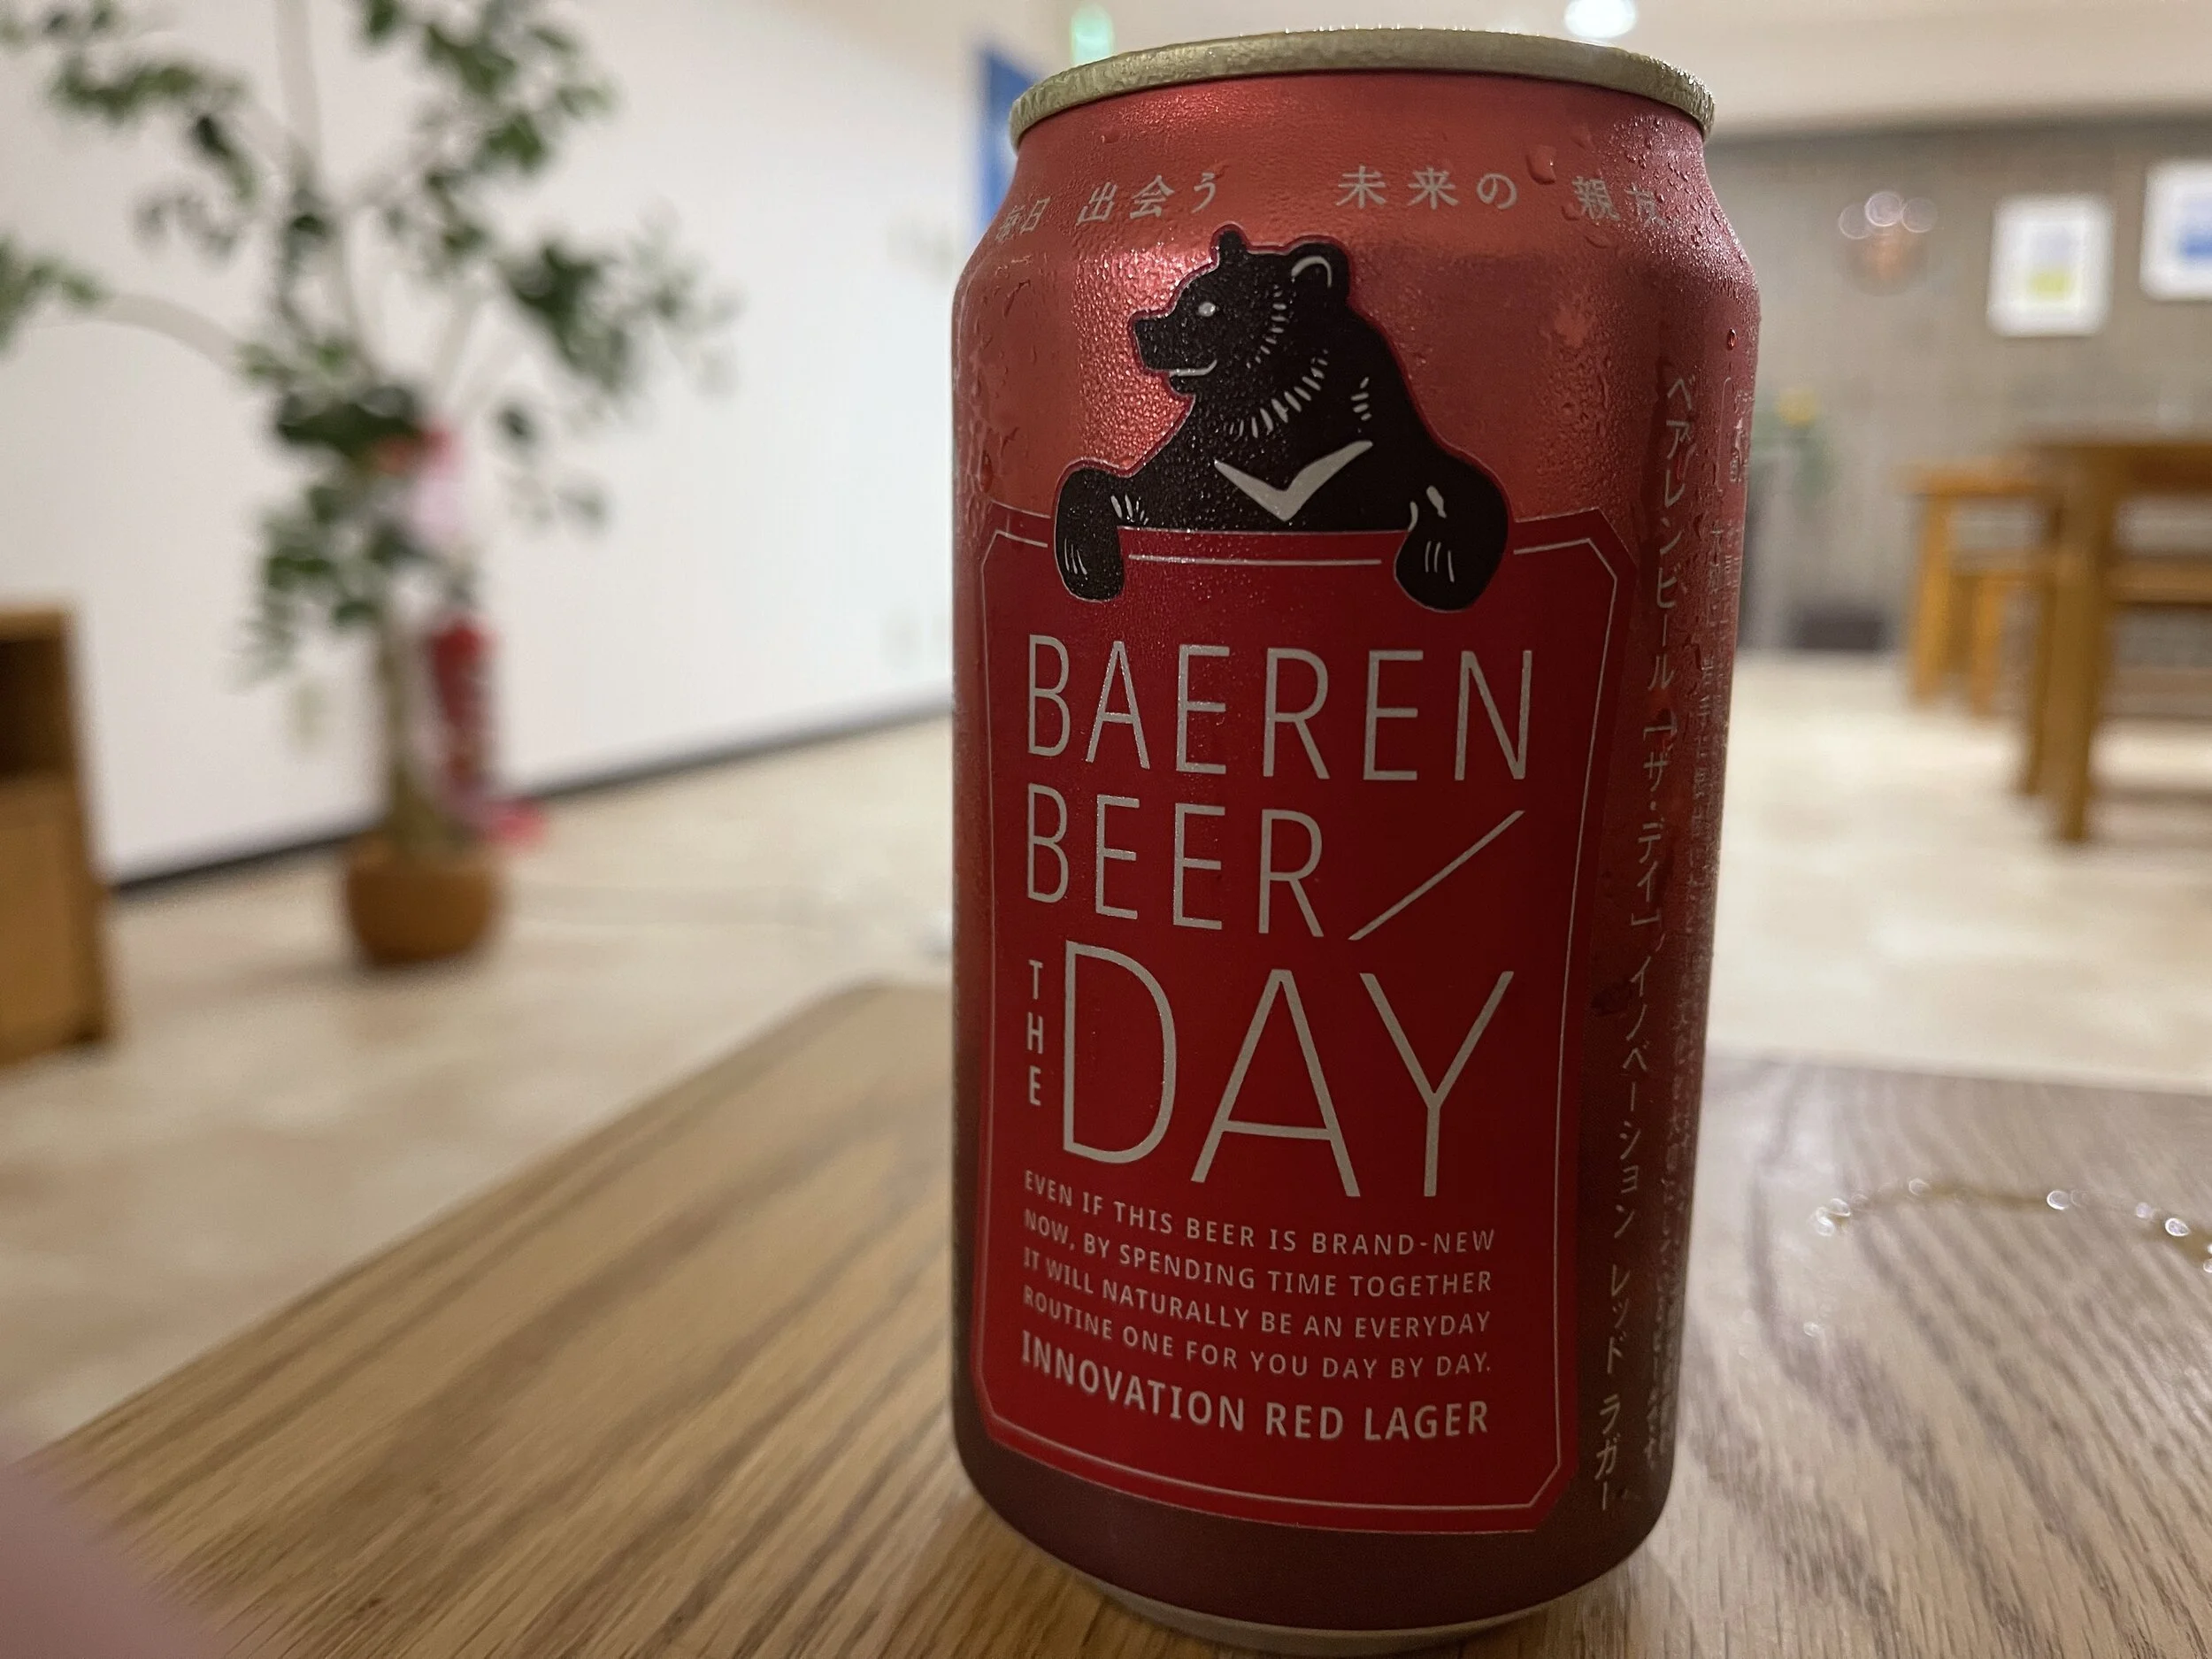 毎日 出会う 未来の 親友
BAEREN
BEER/
THE DAY
EVEN IF THIS BEER IS BRAND-NEW
NOW, BY SPENDING TIME TOGETHER
IT WILL NATURALLY BE AN EVERYDAY
ROUTINE ONE FOR YOU DAY BY DAY.
INNOVATION RED LAGER
ベアレンビール「ザ・デイ」イノベーション レッド ラガー